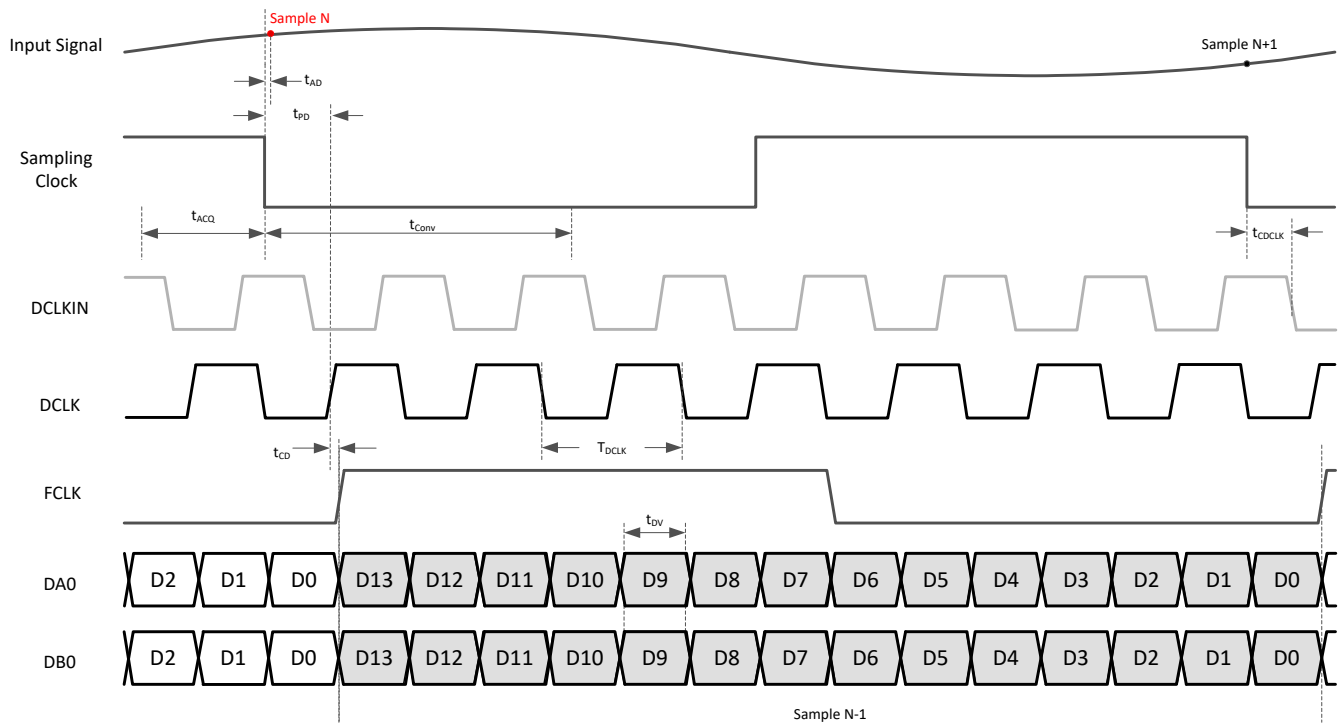 Sample N
Input Signal
Sample N+1
tAD
tPD
Sampling
Clock
tACQ
tConv
tCDCLK
DCLKIN
DCLK
tCD
TDCLK
FCLK
tDV
DA0
D2 D1 D0 D13 D12 D11 D10 D9 D8 D7 D6 D5 D4 D3 D2 D1 D0
DB0
D2 D1 D0 D13 D12 D11 D10 D9 D8 D7 D6 D5 D4 D3 D2 D1 D0
Sample N-1